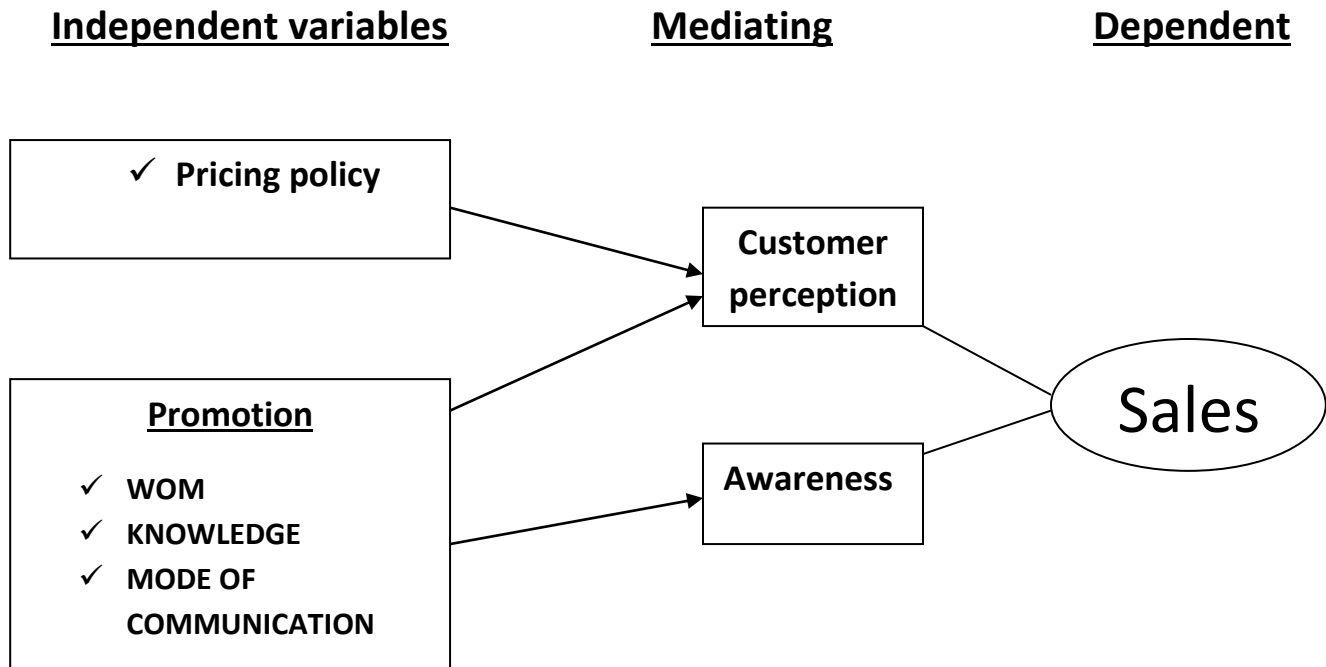 Independent variables
Mediating
Dependent
✓ Pricing policy
Customer
perception
Promotion
✓ WOM
✓ KNOWLEDGE
✓ MODE OF
COMMUNICATION
Awareness
Sales